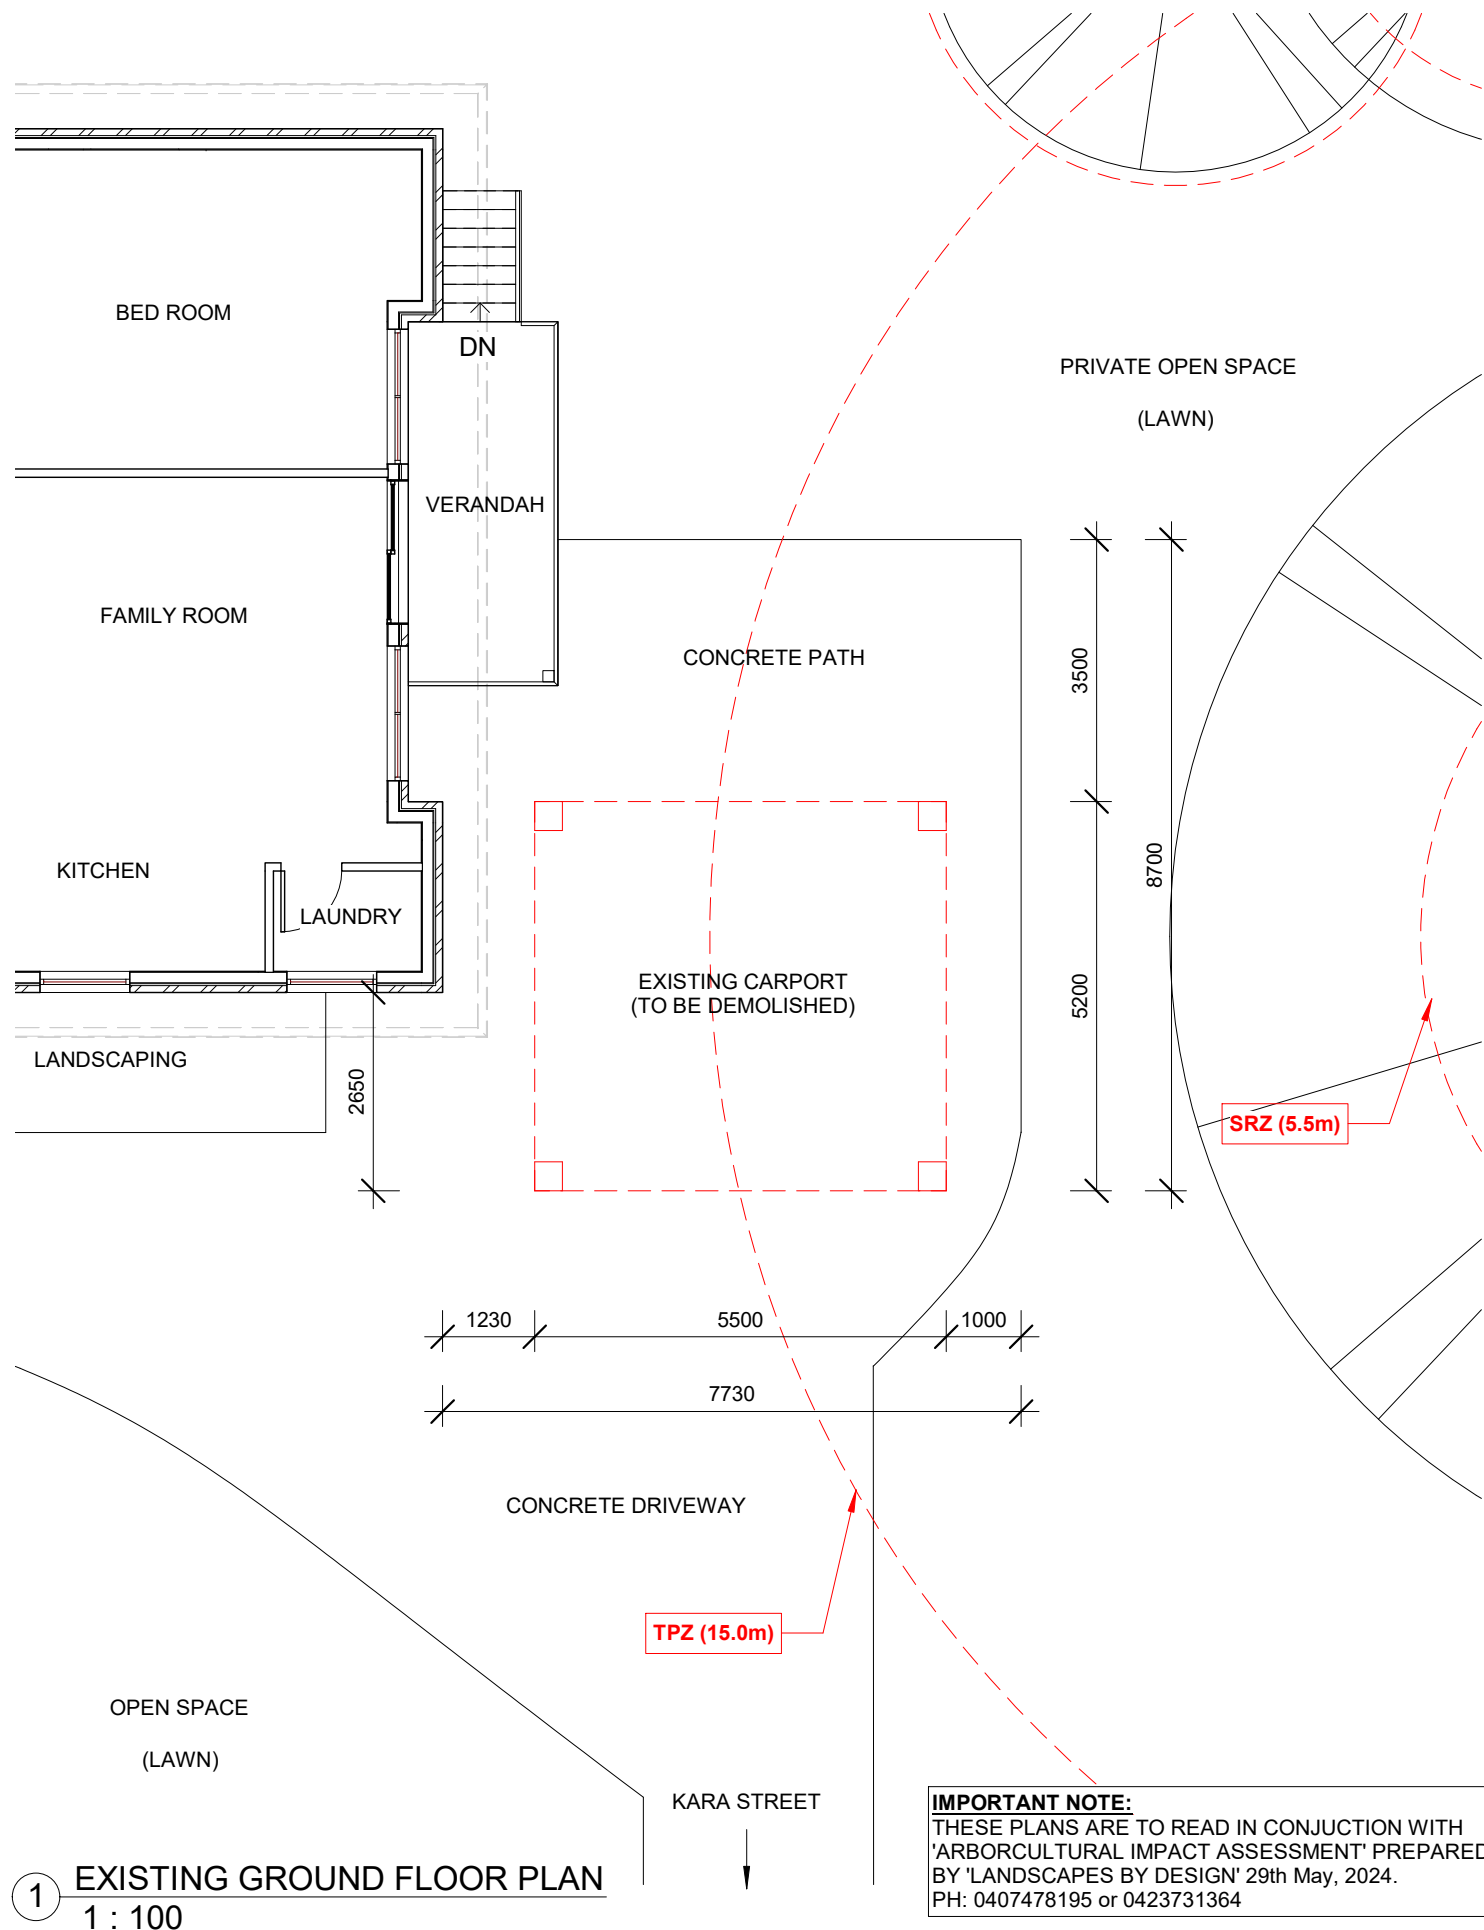 BED ROOM
DN
PRIVATE OPEN SPACE
(LAWN)
VERANDAH
FAMILY ROOM
CONCRETE PATH
3500
8700
KITCHEN
LAUNDRY
EXISTING CARPORT
(TO BE DEMOLISHED)
5200
LANDSCAPING
2650
SRZ (5.5m)
1230
5500
1000
7730
CONCRETE DRIVEWAY
TPZ (15.0m)
OPEN SPACE
(LAWN)
KARA STREET
IMPORTANT NOTE:
THESE PLANS ARE TO READ IN CONJUCTION WITH
'ARBORCULTURAL IMPACT ASSESSMENT' PREPARED
BY 'LANDSCAPES BY DESIGN' 29th May, 2024.
PH: 0407478195 or 0423731364
1
EXISTING GROUND FLOOR PLAN
1 : 100